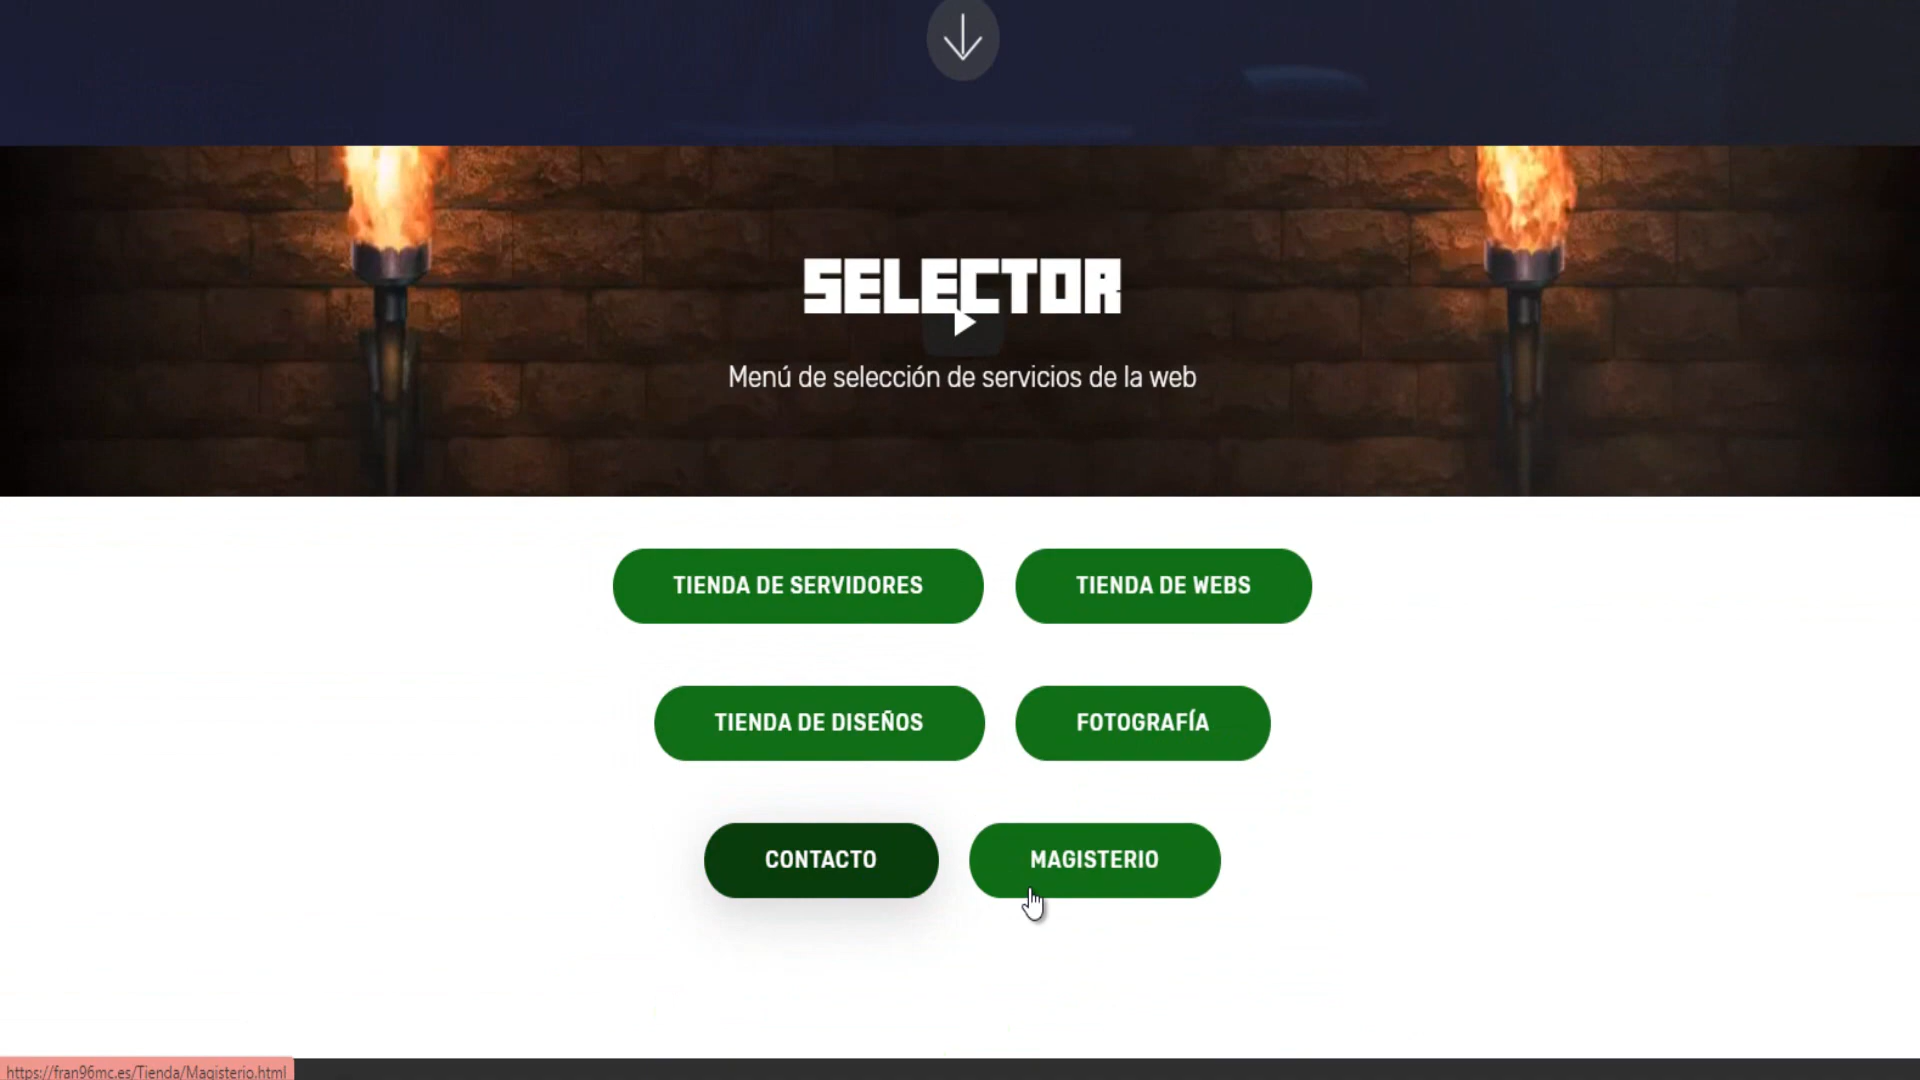 SELECTOR
Menú de selección de servicios de la web
TIENDA DE SERVIDORES
TIENDA DE WEBS
TIENDA DE DISEÑOS
FOTOGRAFÍA
CONTACTO
MAGISTERIO
https://fran96mc.es/Tienda/Magisterio.html